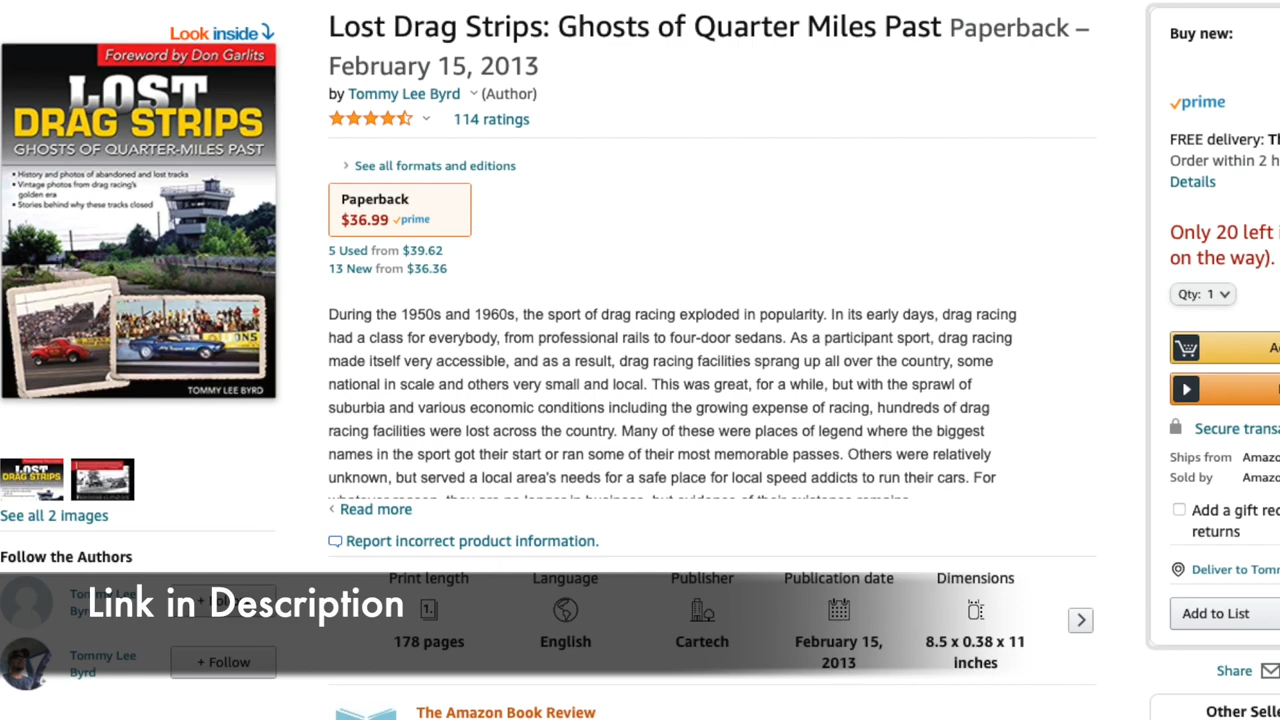 Look inside
Foreword by Don Garlits
LOST
DRAG STRIPS
GHOSTS OF QUARTER-MILES PAST
• History and photos of abandoned and lost tracks
• Vintage photos from drag racing's
golden era
• Stories behind why these tracks closed
TOMMY LEE BYRD
LOST
DRAG STRIPS
See all 2 images
Follow the Authors
Tommy Lee
Byrd
+ Follow
Lost Drag Strips: Ghosts of Quarter Miles Past Paperback –
February 15, 2013
by Tommy Lee Byrd (Author)
114 ratings
See all formats and editions
Paperback
$36.99 prime
5 Used from $39.62
13 New from $36.36
During the 1950s and 1960s, the sport of drag racing exploded in popularity. In its early days, drag racing
had a class for everybody, from professional rails to four-door sedans. As a participant sport, drag racing
made itself very accessible, and as a result, drag racing facilities sprang up all over the country, some
national in scale and others very small and local. This was great, for a while, but with the sprawl of
suburbia and various economic conditions including the growing expense of racing, hundreds of drag
racing facilities were lost across the country. Many of these were places of legend where the biggest
names in the sport got their start or ran some of their most memorable passes. Others were relatively
unknown, but served a local area's needs for a safe place for local speed addicts to run their cars. For
Read more
Report incorrect product information.
Print length
1.
178 pages
Language
English
Publisher
Cartech
Publication date
February 15,
2013
Dimensions
8.5 x 0.38 x 11
inches
The Amazon Book Review
Link in Description
Buy new:
prime
FREE delivery:
Order within 2 h
Details
Only 20 left
on the way).
Qty: 1
Secure transa
Ships from Amazo
Sold by Amazo
Add a gift rec
returns
Deliver to Tom
Add to List
Share
Other Selle